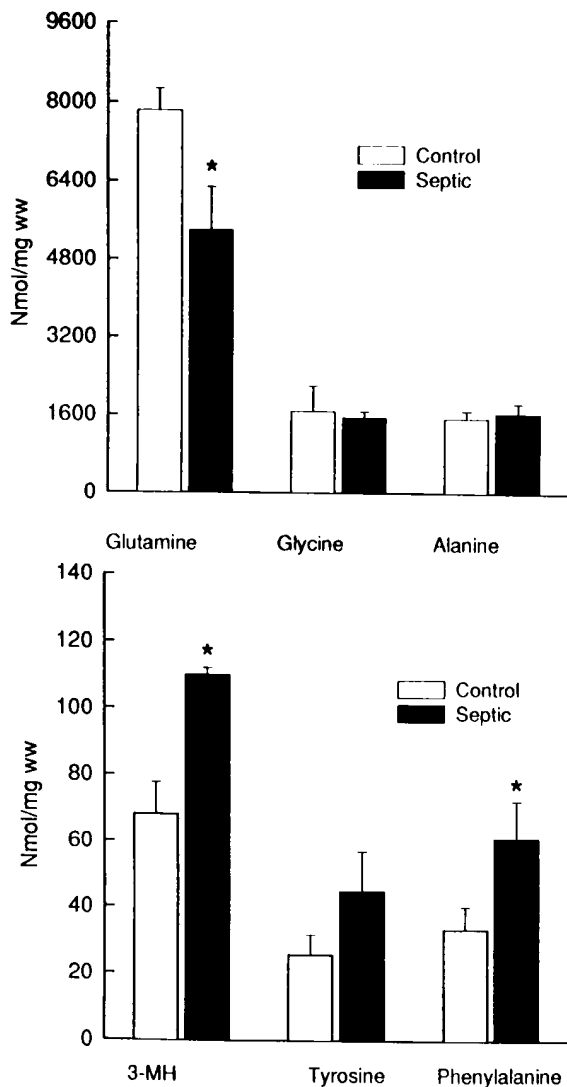 9600
8000
6400
4800
3200
1600
0
Nmol/mg ww
★
Control
Septic
Glutamine Glycine Alanine
140
120
100
80
60
40
20
0
Nmol/mg ww
★
Control
Septic
★
3-MH Tyrosine Phenylalanine